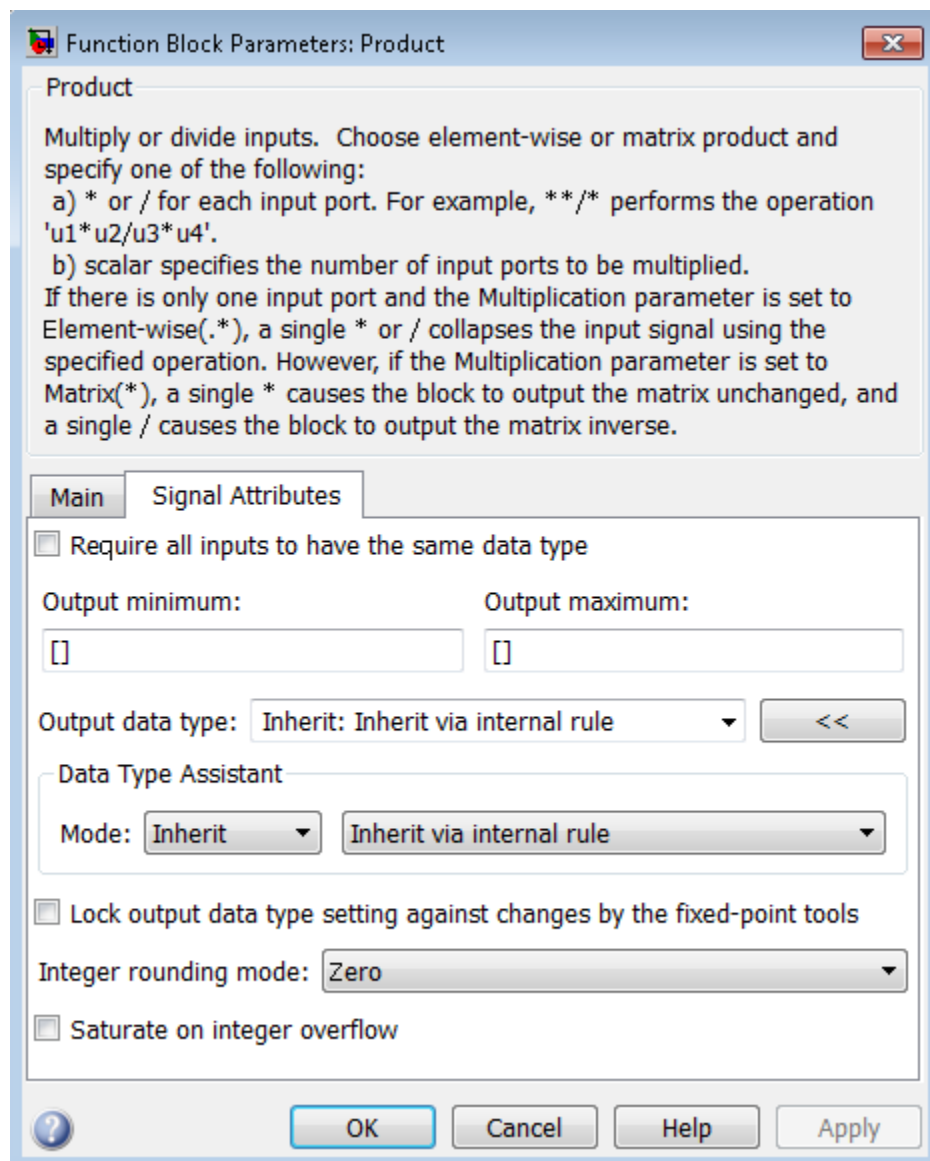 Function Block Parameters: Product
Product
Multiply or divide inputs.  Choose element-wise or matrix product and
specify one of the following:
a) * or / for each input port. For example, **/* performs the operation
'u1*u2/u3*u4'.
b) scalar specifies the number of input ports to be multiplied.
If there is only one input port and the Multiplication parameter is set to
Element-wise(.*), a single * or / collapses the input signal using the
specified operation. However, if the Multiplication parameter is set to
Matrix(*), a single * causes the block to output the matrix unchanged, and
a single / causes the block to output the matrix inverse.
Main Signal Attributes
Require all inputs to have the same data type
Output minimum: Output maximum:
[] []
Output data type: Inherit: Inherit via internal rule <<
Data Type Assistant
Mode: Inherit Inherit via internal rule
Lock output data type setting against changes by the fixed-point tools
Integer rounding mode: Zero
Saturate on integer overflow
? OK Cancel Help Apply